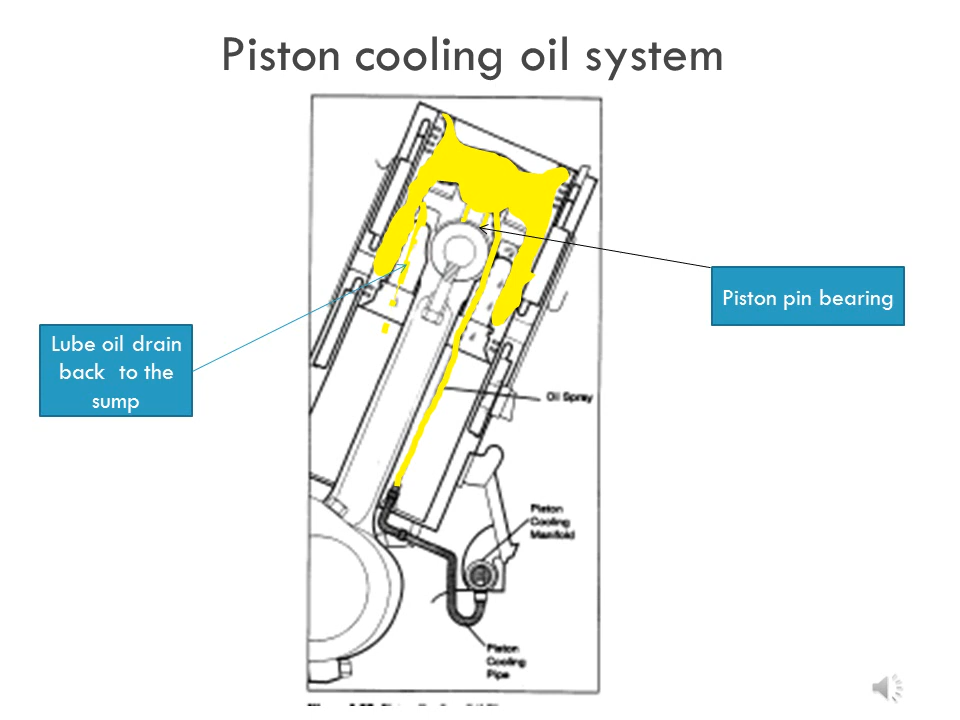 Piston cooling oil system
Piston pin bearing
Lube oil drain
back to the
sump
Oil Spray
Piston
Cooling
Manifold
Piston
Cooling
Pipe